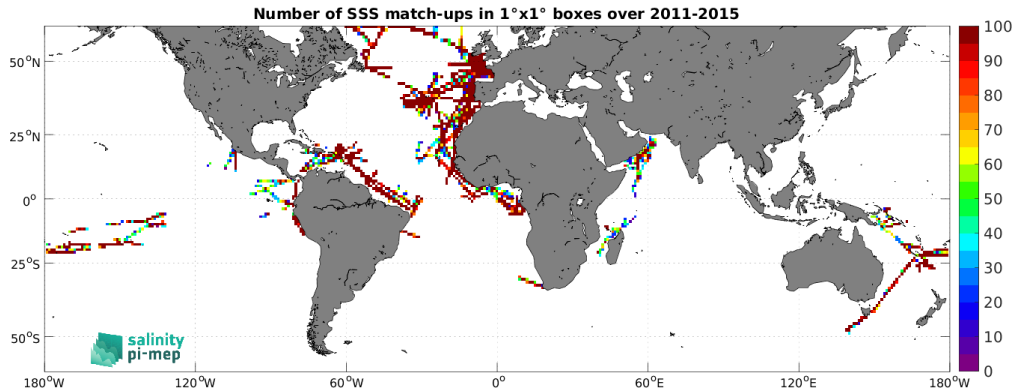 Number of SSS match-ups in 1°x1° boxes over 2011-2015
100
90
80
70
60
50
40
30
20
10
0
50°N
25°N
0°
25°S
50°S
salinity
pi-mep
180°W 120°W 60°W 0° 60°E 120°E 180°W